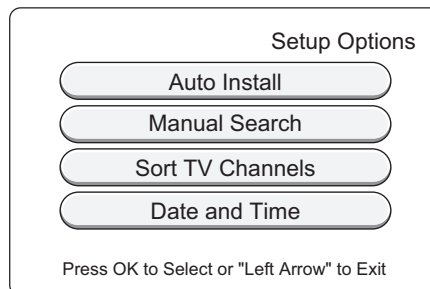 Setup Options
Auto Install
Manual Search
Sort TV Channels
Date and Time
Press OK to Select or "Left Arrow" to Exit